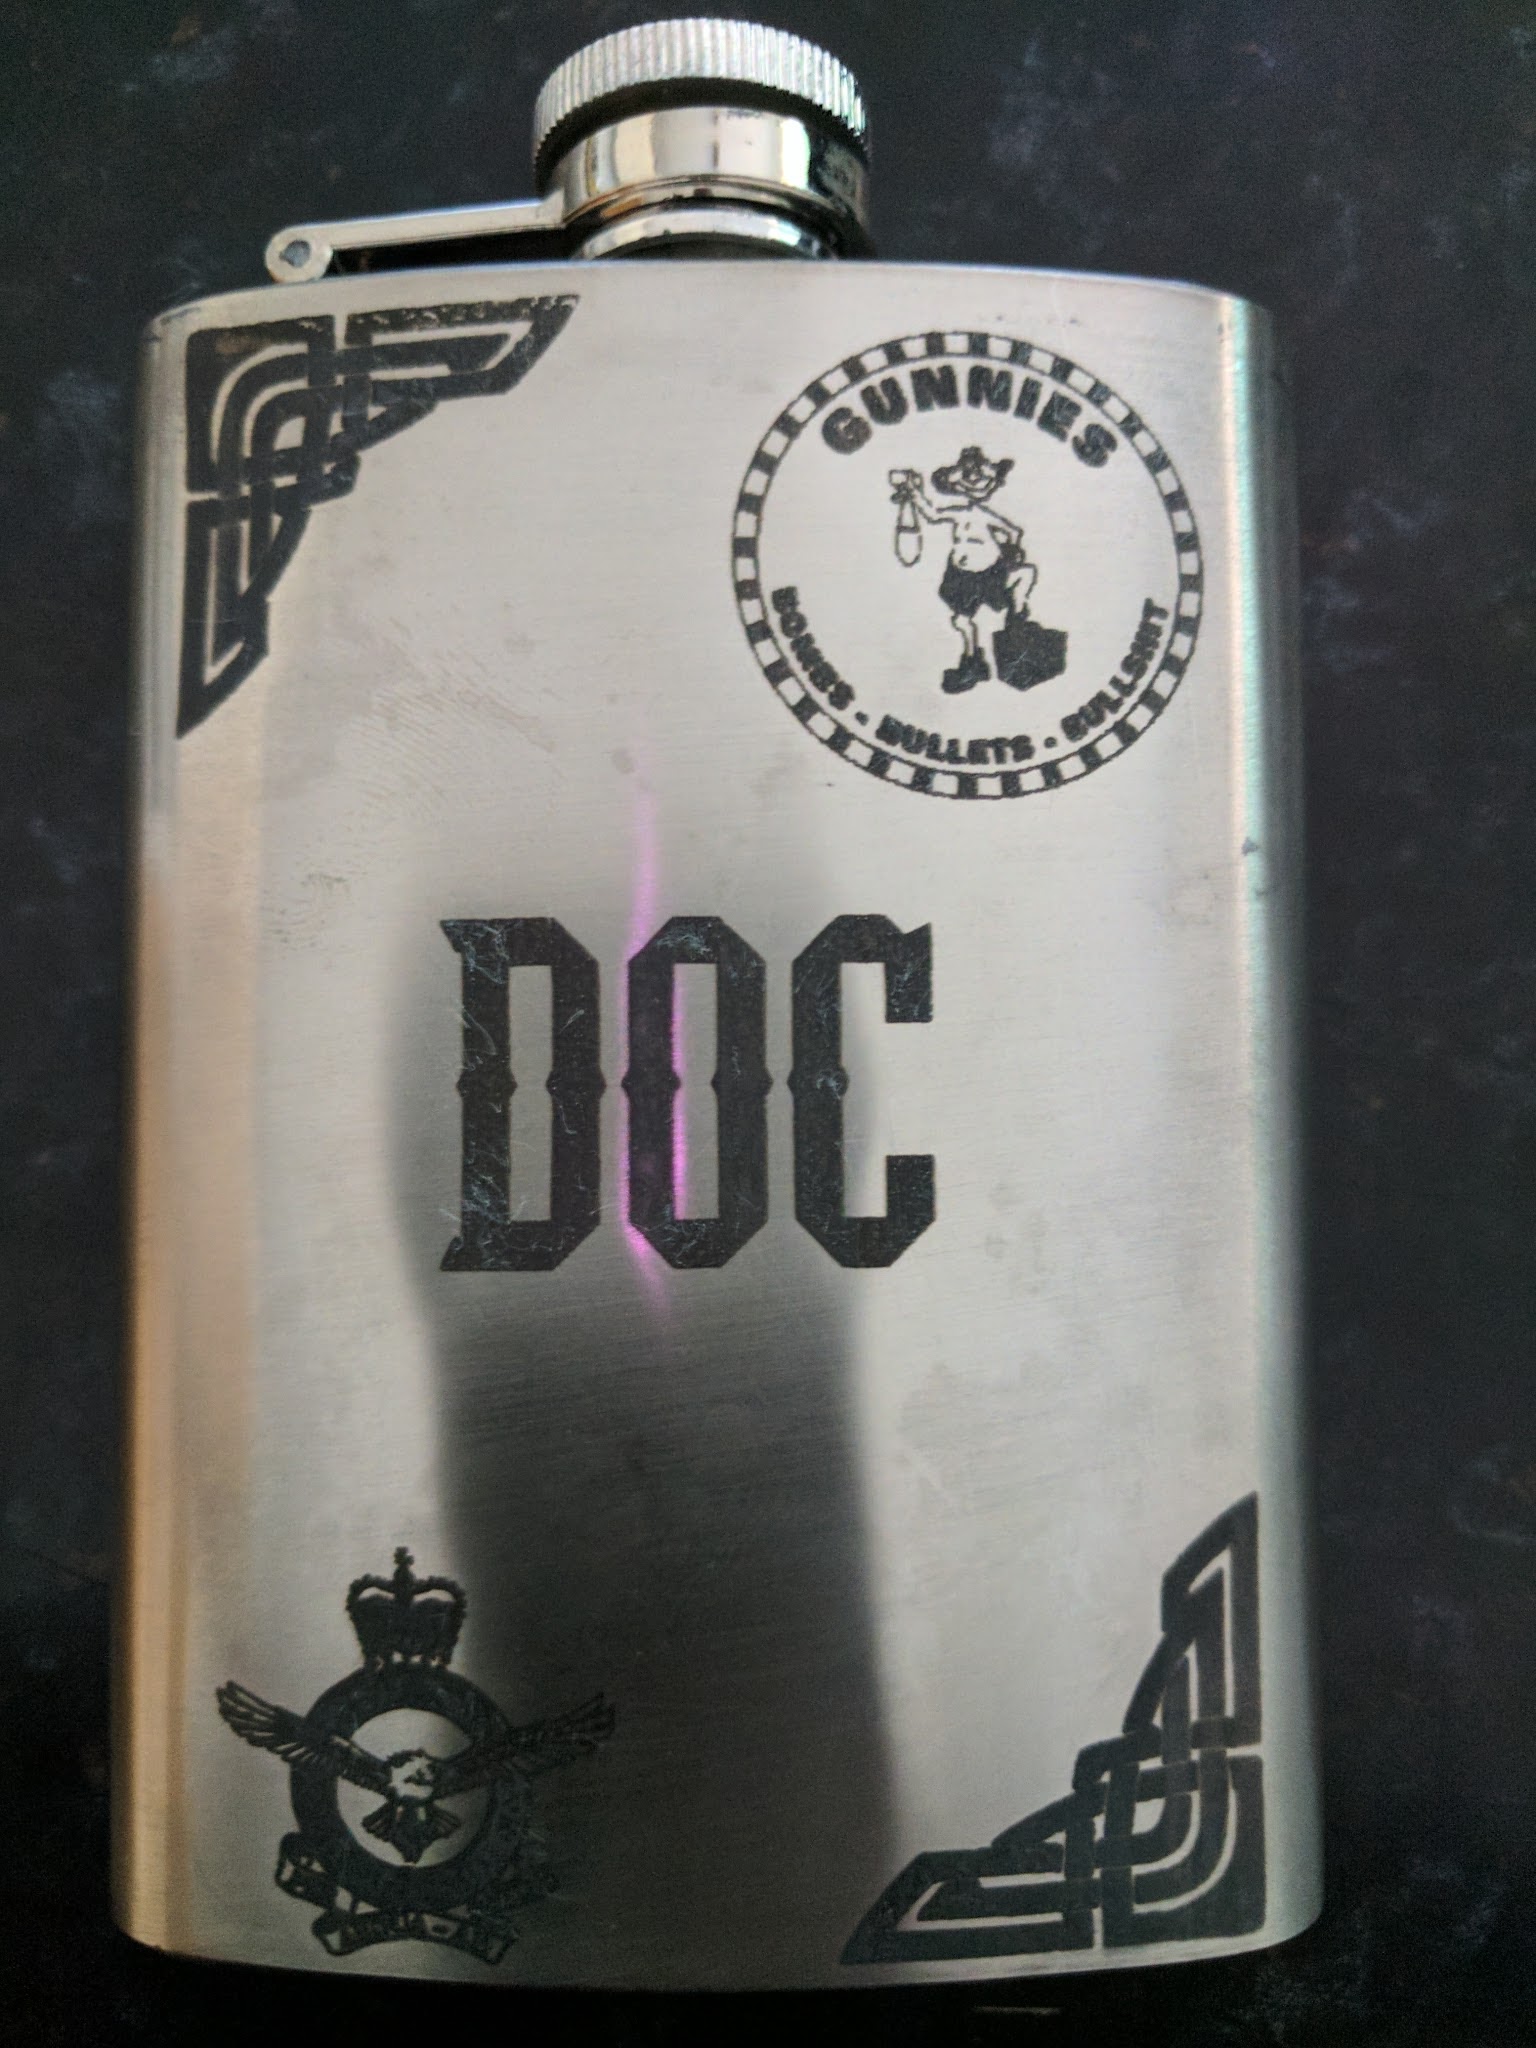 GUNNIES
BOMBS - BULLETS - BULLSHIT
DOC